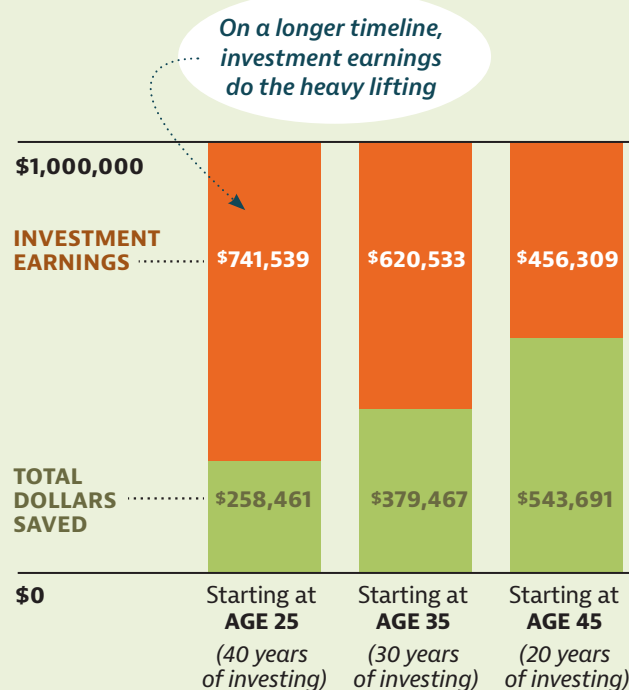 On a longer timeline,
investment earnings
do the heavy lifting
$1,000,000
INVESTMENT
EARNINGS
$741,539
$620,533
$456,309
TOTAL
DOLLARS
SAVED
$258,461
$379,467
$543,691
$0
Starting at
AGE 25
(40 years
of investing)
Starting at
AGE 35
(30 years
of investing)
Starting at
AGE 45
(20 years
of investing)